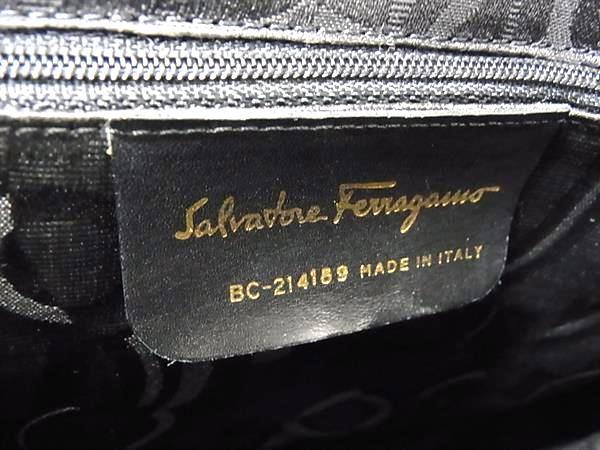 Salvatore Ferragamo
BC-214189 MADE IN ITALY